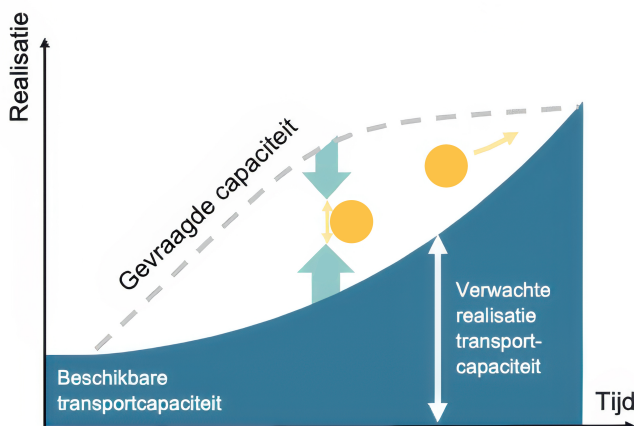 Realisatie
Gevraagde capaciteit
Verwachte
realisatie
transport-
capaciteit
Beschikbare
transportcapaciteit
Tijd